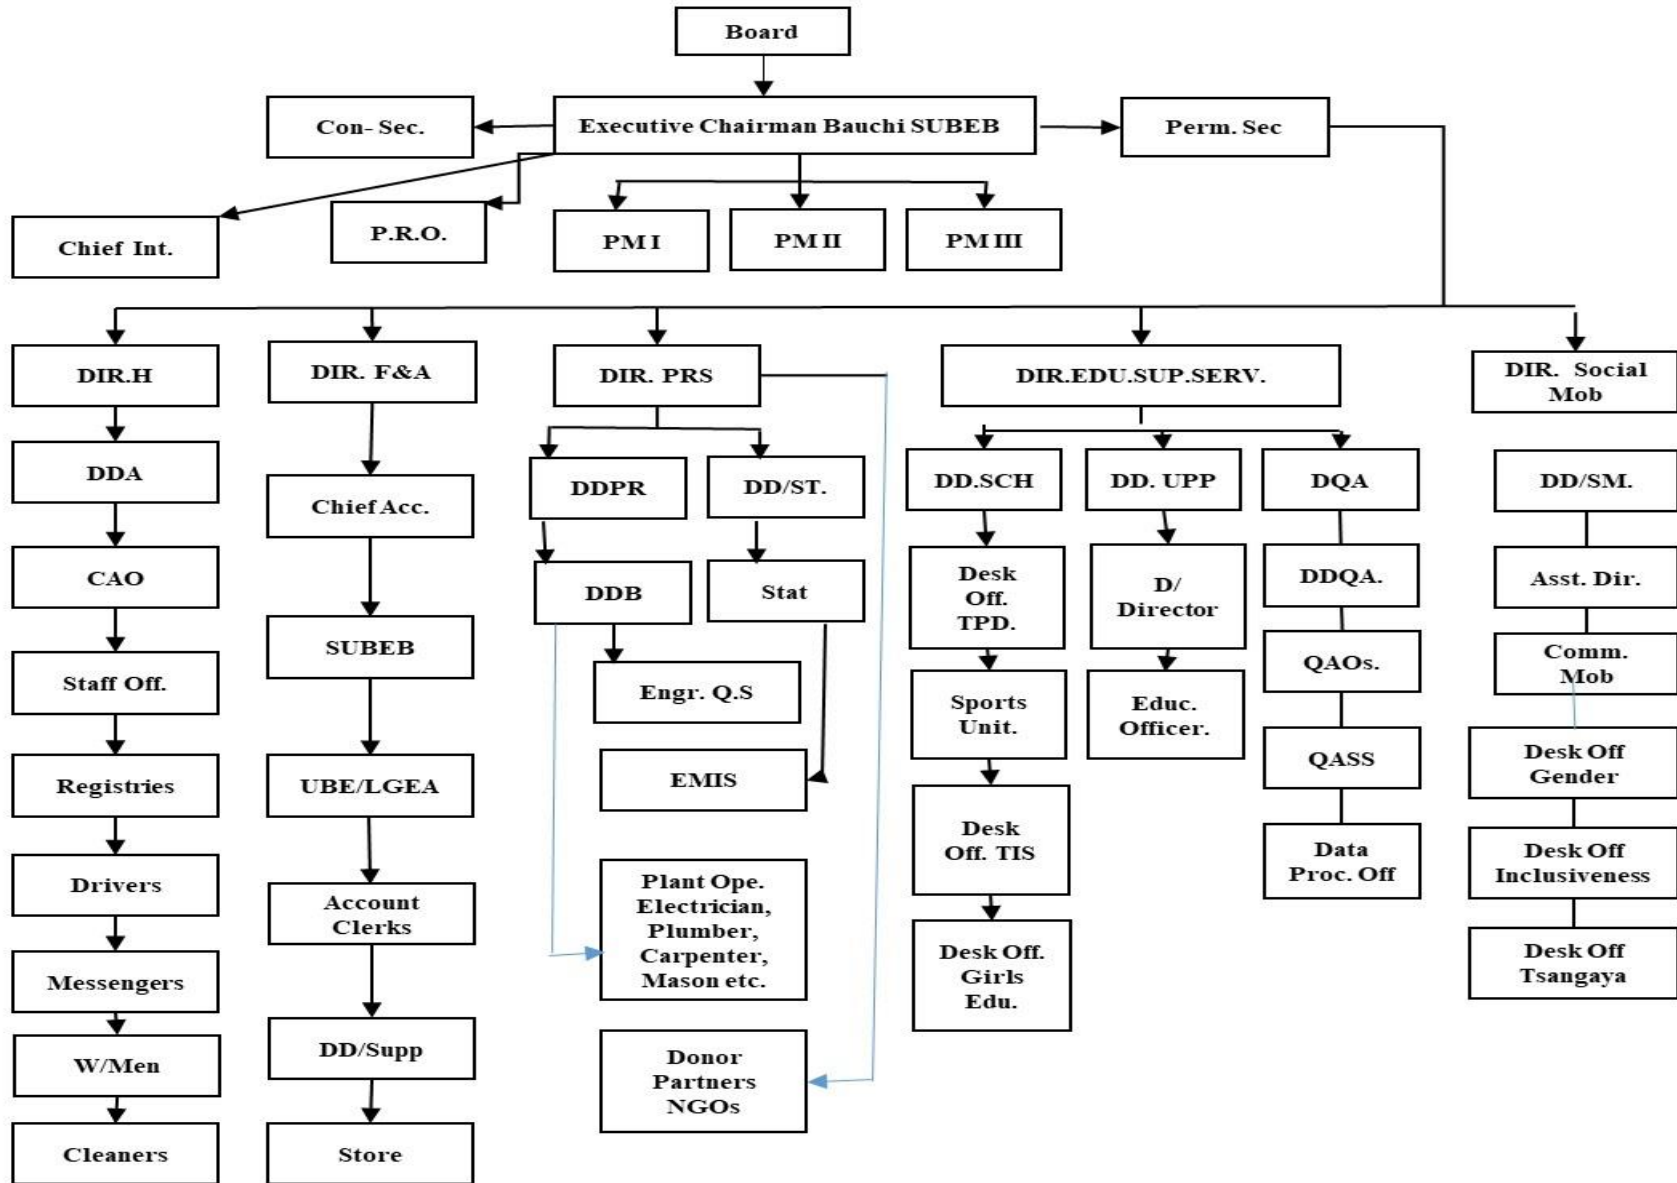 Board
Con- Sec.
Executive Chairman Bauchi SUBEB
Perm. Sec
Chief Int.
P.R.O.
PM I
PM II
PM III
DIR.H
DIR. F&A
DIR. PRS
DIR.EDU.SUP.SERV.
DIR. Social
Mob
DDA
CAO
Staff Off.
Registries
Drivers
Messengers
W/Men
Cleaners
Chief Acc.
SUBEB
UBE/LGEA
Account
Clerks
DD/Supp
Store
DDPR
DD/ST.
DDB
Stat
Engr. Q.S
EMIS
Plant Ope.
Electrician,
Plumber,
Carpenter,
Mason etc.
Donor
Partners
NGOs
DD.SCH
Desk
Off.
TPD.
Sports
Unit.
Desk
Off. TIS
Desk Off.
Girls
Edu.
DD. UPP
D/
Director
Educ.
Officer.
DQA
DDQA.
QAOs.
QASS
Data
Proc. Off
DD/SM.
Asst. Dir.
Comm.
Mob
Desk Off
Gender
Desk Off
Inclusiveness
Desk Off
Tsangaya